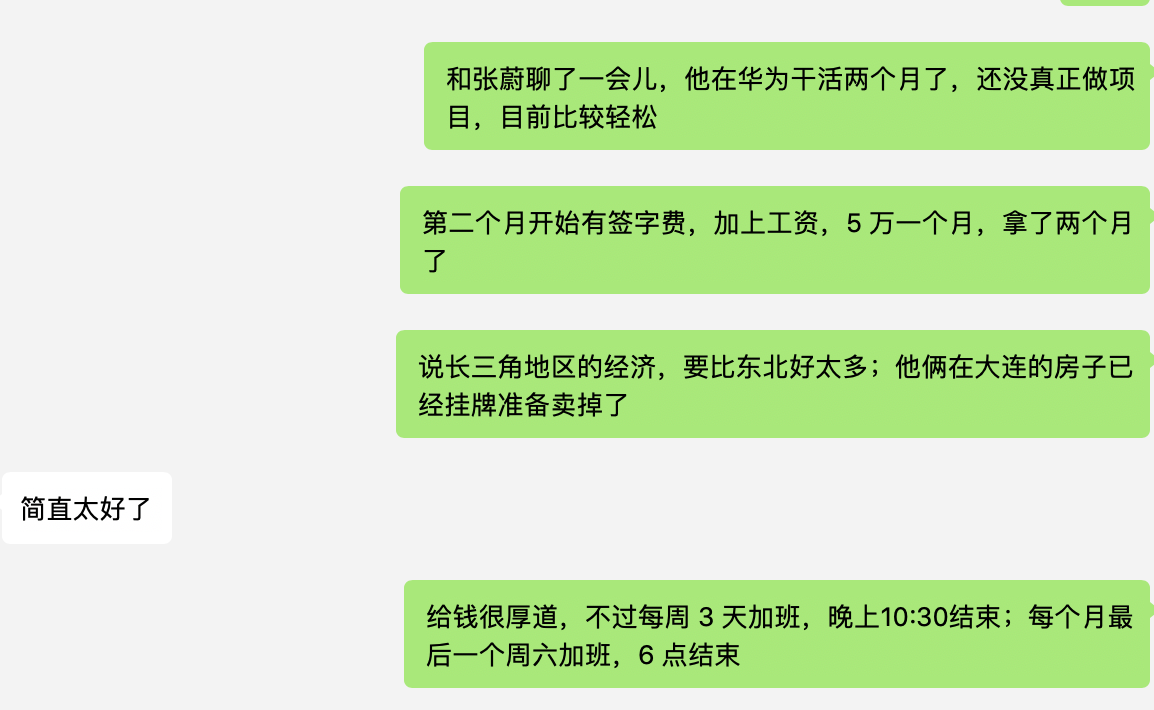 和张蔚聊了一会儿，他在华为干活两个月了，还没真正做项
目，目前比较轻松
第二个月开始有签字费，加上工资，5 万一个月，拿了两个月
了
说长三角地区的经济，要比东北好太多；他俩在大连的房子已
经挂牌准备卖掉了
简直太好了
给钱很厚道，不过每周 3 天加班，晚上10:30结束；每个月最
后一个周六加班，6 点结束